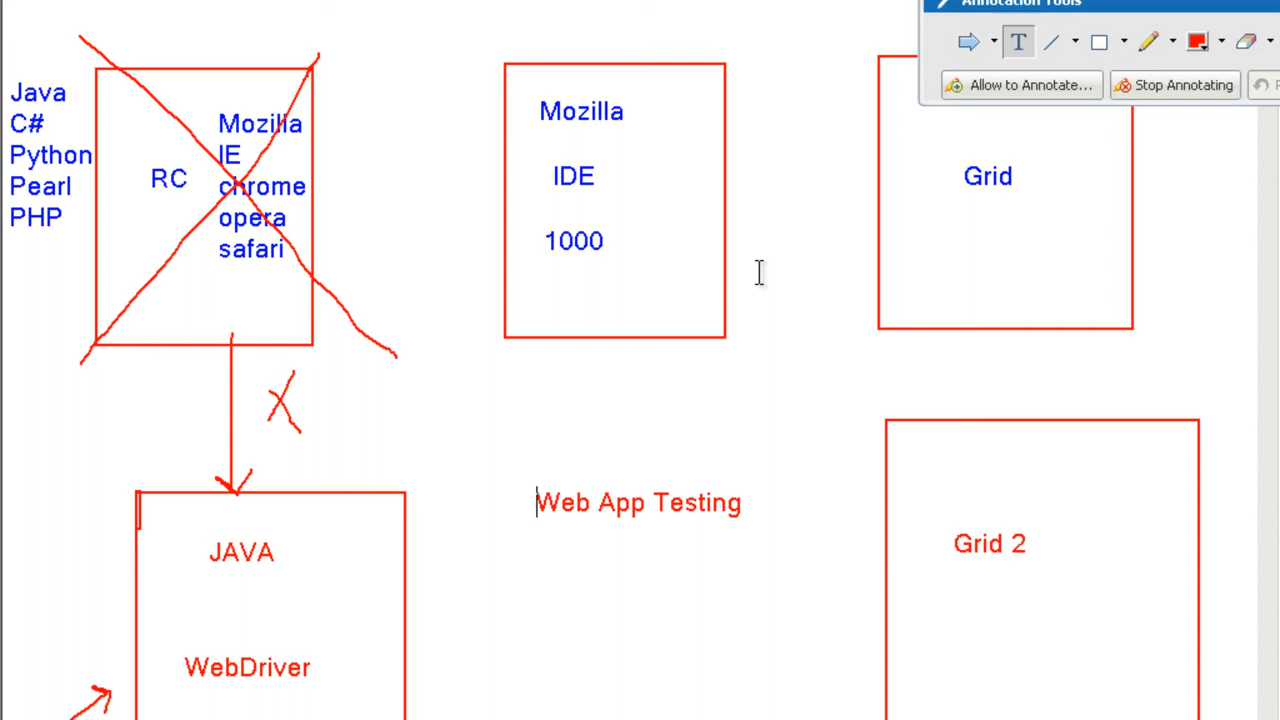 Annotation Tools
T
Allow to Annotate...
Stop Annotating
Java
C#
Python
Pearl
PHP
RC
Mozilla
IE
chrome
opera
safari
Mozilla
IDE
1000
Grid
X
Web App Testing
JAVA
WebDriver
Grid 2